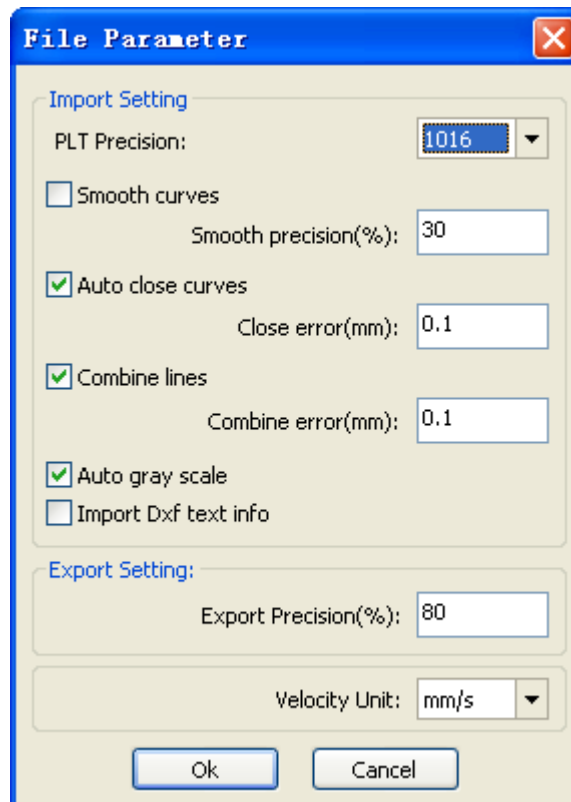 File Parameter
Import Setting
PLT Precision: 1016
Smooth curves
Smooth precision(%): 30
Auto close curves
Close error(mm): 0.1
Combine lines
Combine error(mm): 0.1
Auto gray scale
Import Dxf text info
Export Setting:
Export Precision(%): 80
Velocity Unit: mm/s
Ok Cancel